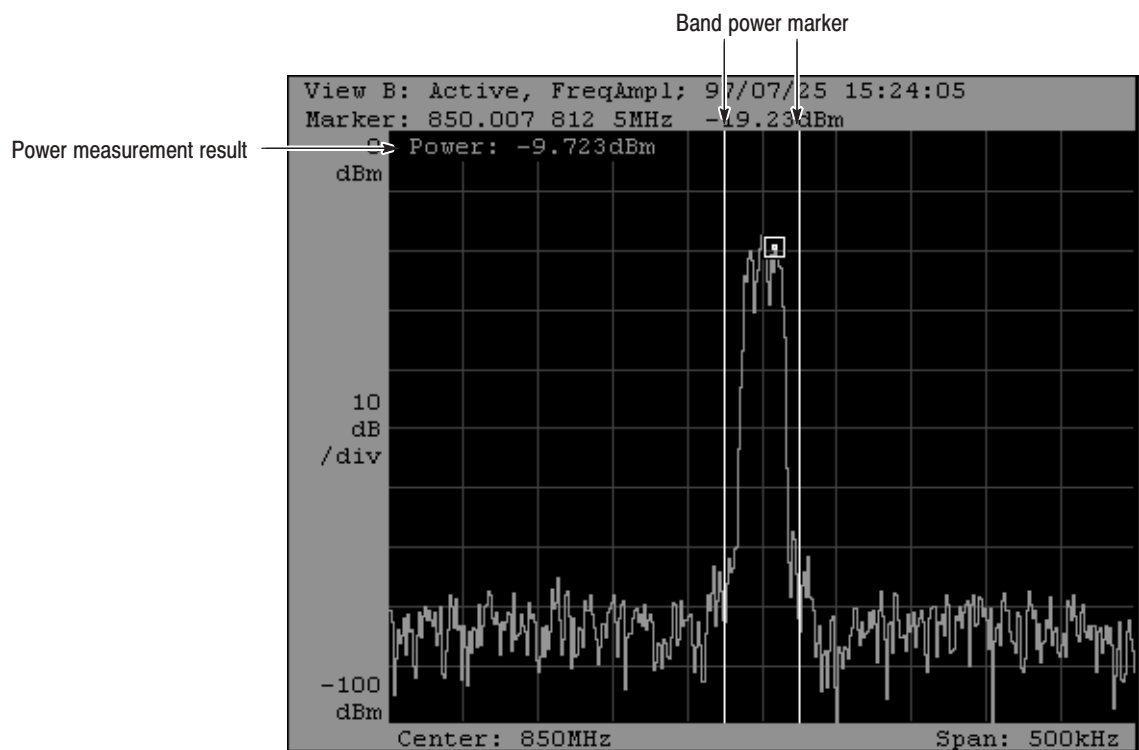 Band power marker
View B: Active, FreqAmpl; 97/07/25 15:24:05
Marker: 850.007 812 5MHz -19.23dBm
Power measurement result
0
Power: -9.723dBm
dBm
10
dB
/div
-100
dBm
Center: 850MHz
Span: 500kHz